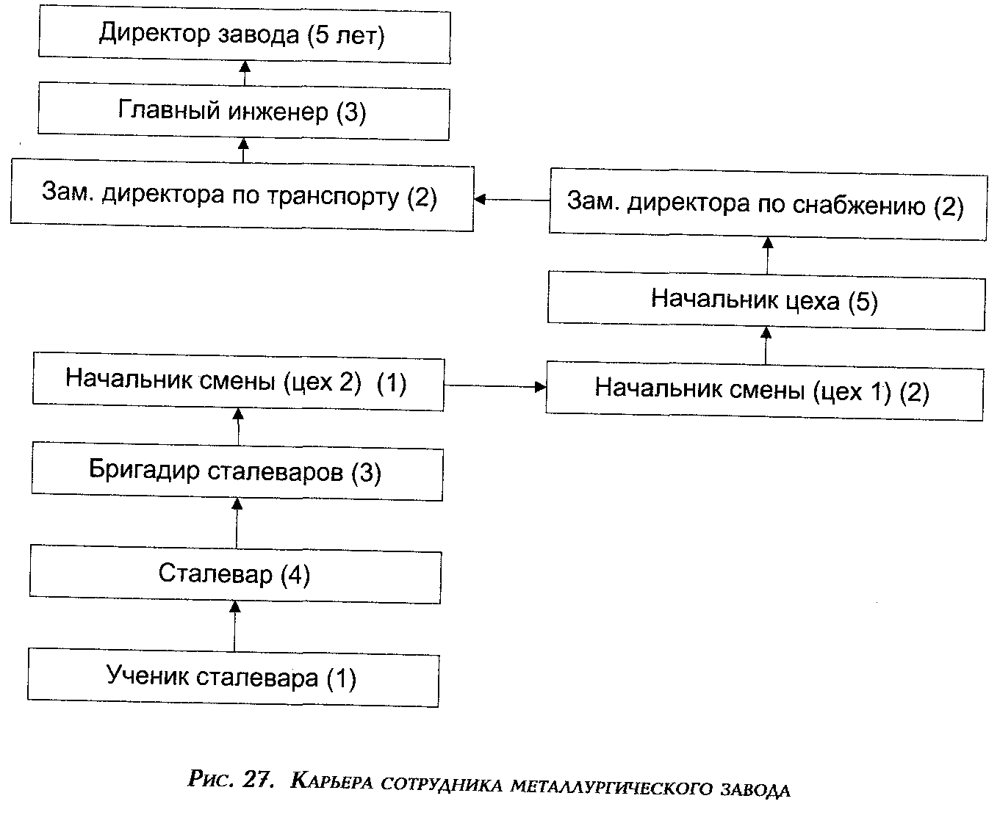 Директор завода (5 лет)
Главный инженер (3)
Зам. директора по транспорту (2)
Зам. директора по снабжению (2)
Начальник цеха (5)
Начальник смены (цех 2) (1)
Начальник смены (цех 1) (2)
Бригадир сталеваров (3)
Сталевар (4)
Ученик сталевара (1)
Рис. 27. Карьера сотрудника металлургического завода